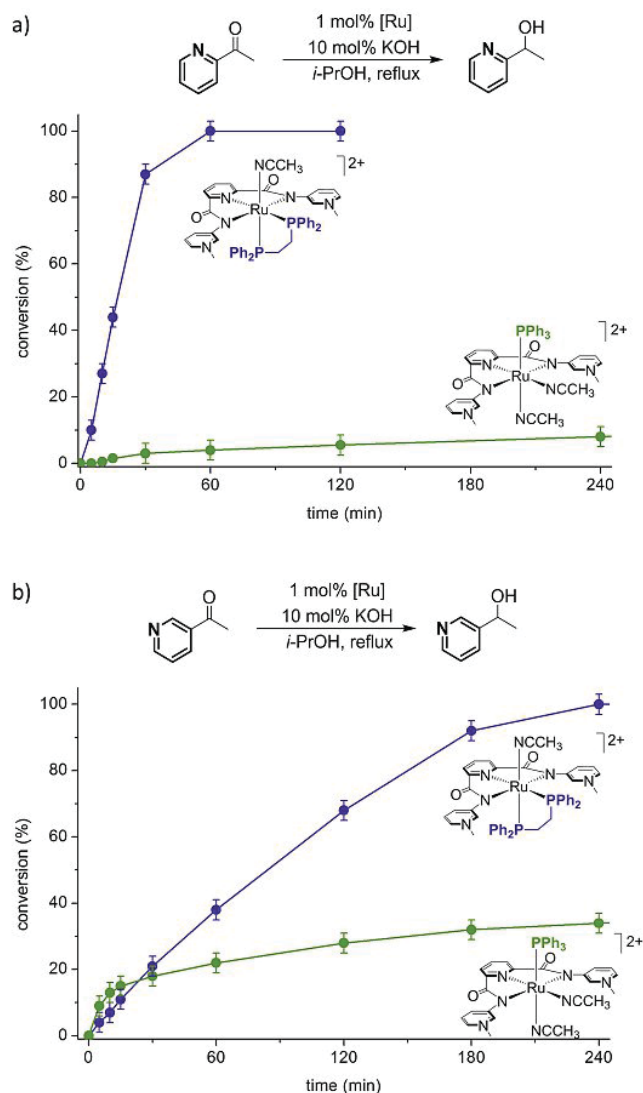 a)
O
N
1 mol% [Ru]
10 mol% KOH
i-PrOH, reflux
OH
N
conversion (%)
100
80
60
40
20
0
NCCH3
2+
O
N
N
Ru
O
N
PPh2
Ph2P
N
N
PPh3
2+
O
N
N
Ru
O
N
NCCH3
NCCH3
N
N
0 60 120 180 240
time (min)
b)
O
N
1 mol% [Ru]
10 mol% KOH
i-PrOH, reflux
OH
N
conversion (%)
100
80
60
40
20
0
NCCH3
2+
O
N
N
Ru
O
N
PPh2
Ph2P
N
N
PPh3
2+
O
N
N
Ru
O
N
NCCH3
NCCH3
N
N
0 60 120 180 240
time (min)